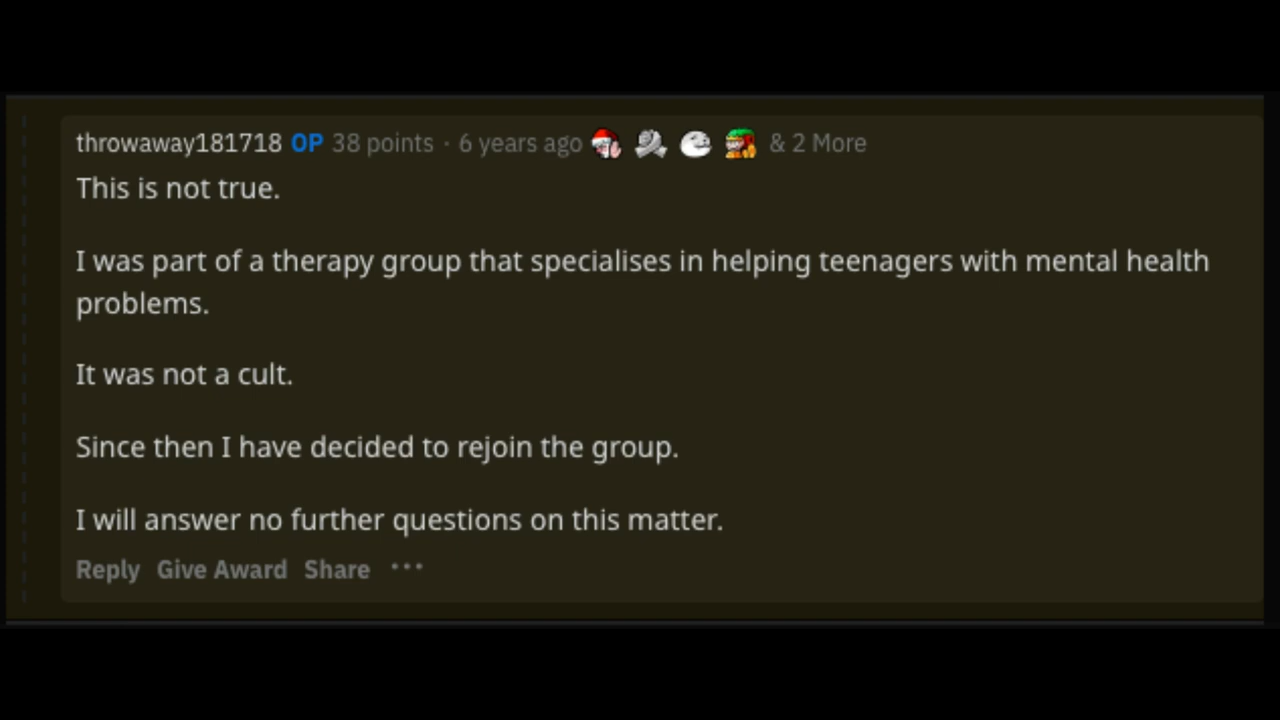 throwaway181718 OP 38 points · 6 years ago & 2 More
This is not true.
I was part of a therapy group that specialises in helping teenagers with mental health
problems.
It was not a cult.
Since then I have decided to rejoin the group.
I will answer no further questions on this matter.
Reply Give Award Share ···